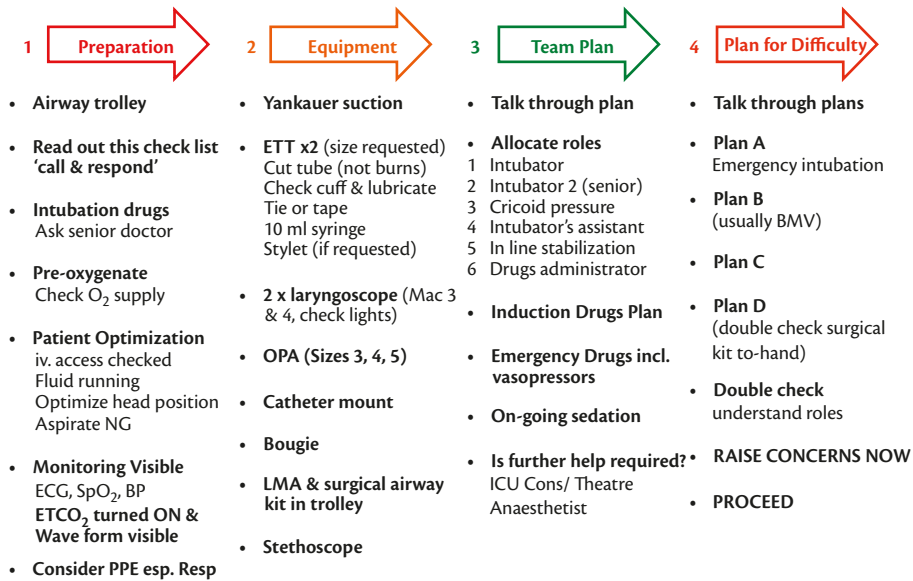 1 Preparation
• Airway trolley
• Read out this check list
‘call & respond’
• Intubation drugs
Ask senior doctor
• Pre-oxygenate
Check O₂ supply
• Patient Optimization
iv. access checked
Fluid running
Optimize head position
Aspirate NG
• Monitoring Visible
ECG, SpO₂, BP
ETCO₂ turned ON &
Wave form visible
• Consider PPE esp. Resp
2 Equipment
• Yankauer suction
• ETT x2 (size requested)
Cut tube (not burns)
Check cuff & lubricate
Tie or tape
10 ml syringe
Stylet (if requested)
• 2 x laryngoscope (Mac 3
& 4, check lights)
• OPA (Sizes 3, 4, 5)
• Catheter mount
• Bougie
• LMA & surgical airway
kit in trolley
• Stethoscope
3 Team Plan
• Talk through plan
• Allocate roles
1 Intubator
2 Intubator 2 (senior)
3 Cricoid pressure
4 Intubator’s assistant
5 In line stabilization
6 Drugs administrator
• Induction Drugs Plan
• Emergency Drugs incl.
vasopressors
• On-going sedation
• Is further help required?
ICU Cons/ Theatre
Anaesthetist
4 Plan for Difficulty
• Talk through plans
• Plan A
Emergency intubation
• Plan B
(usually BMV)
• Plan C
• Plan D
(double check surgical
kit to-hand)
• Double check
understand roles
• RAISE CONCERNS NOW
• PROCEED